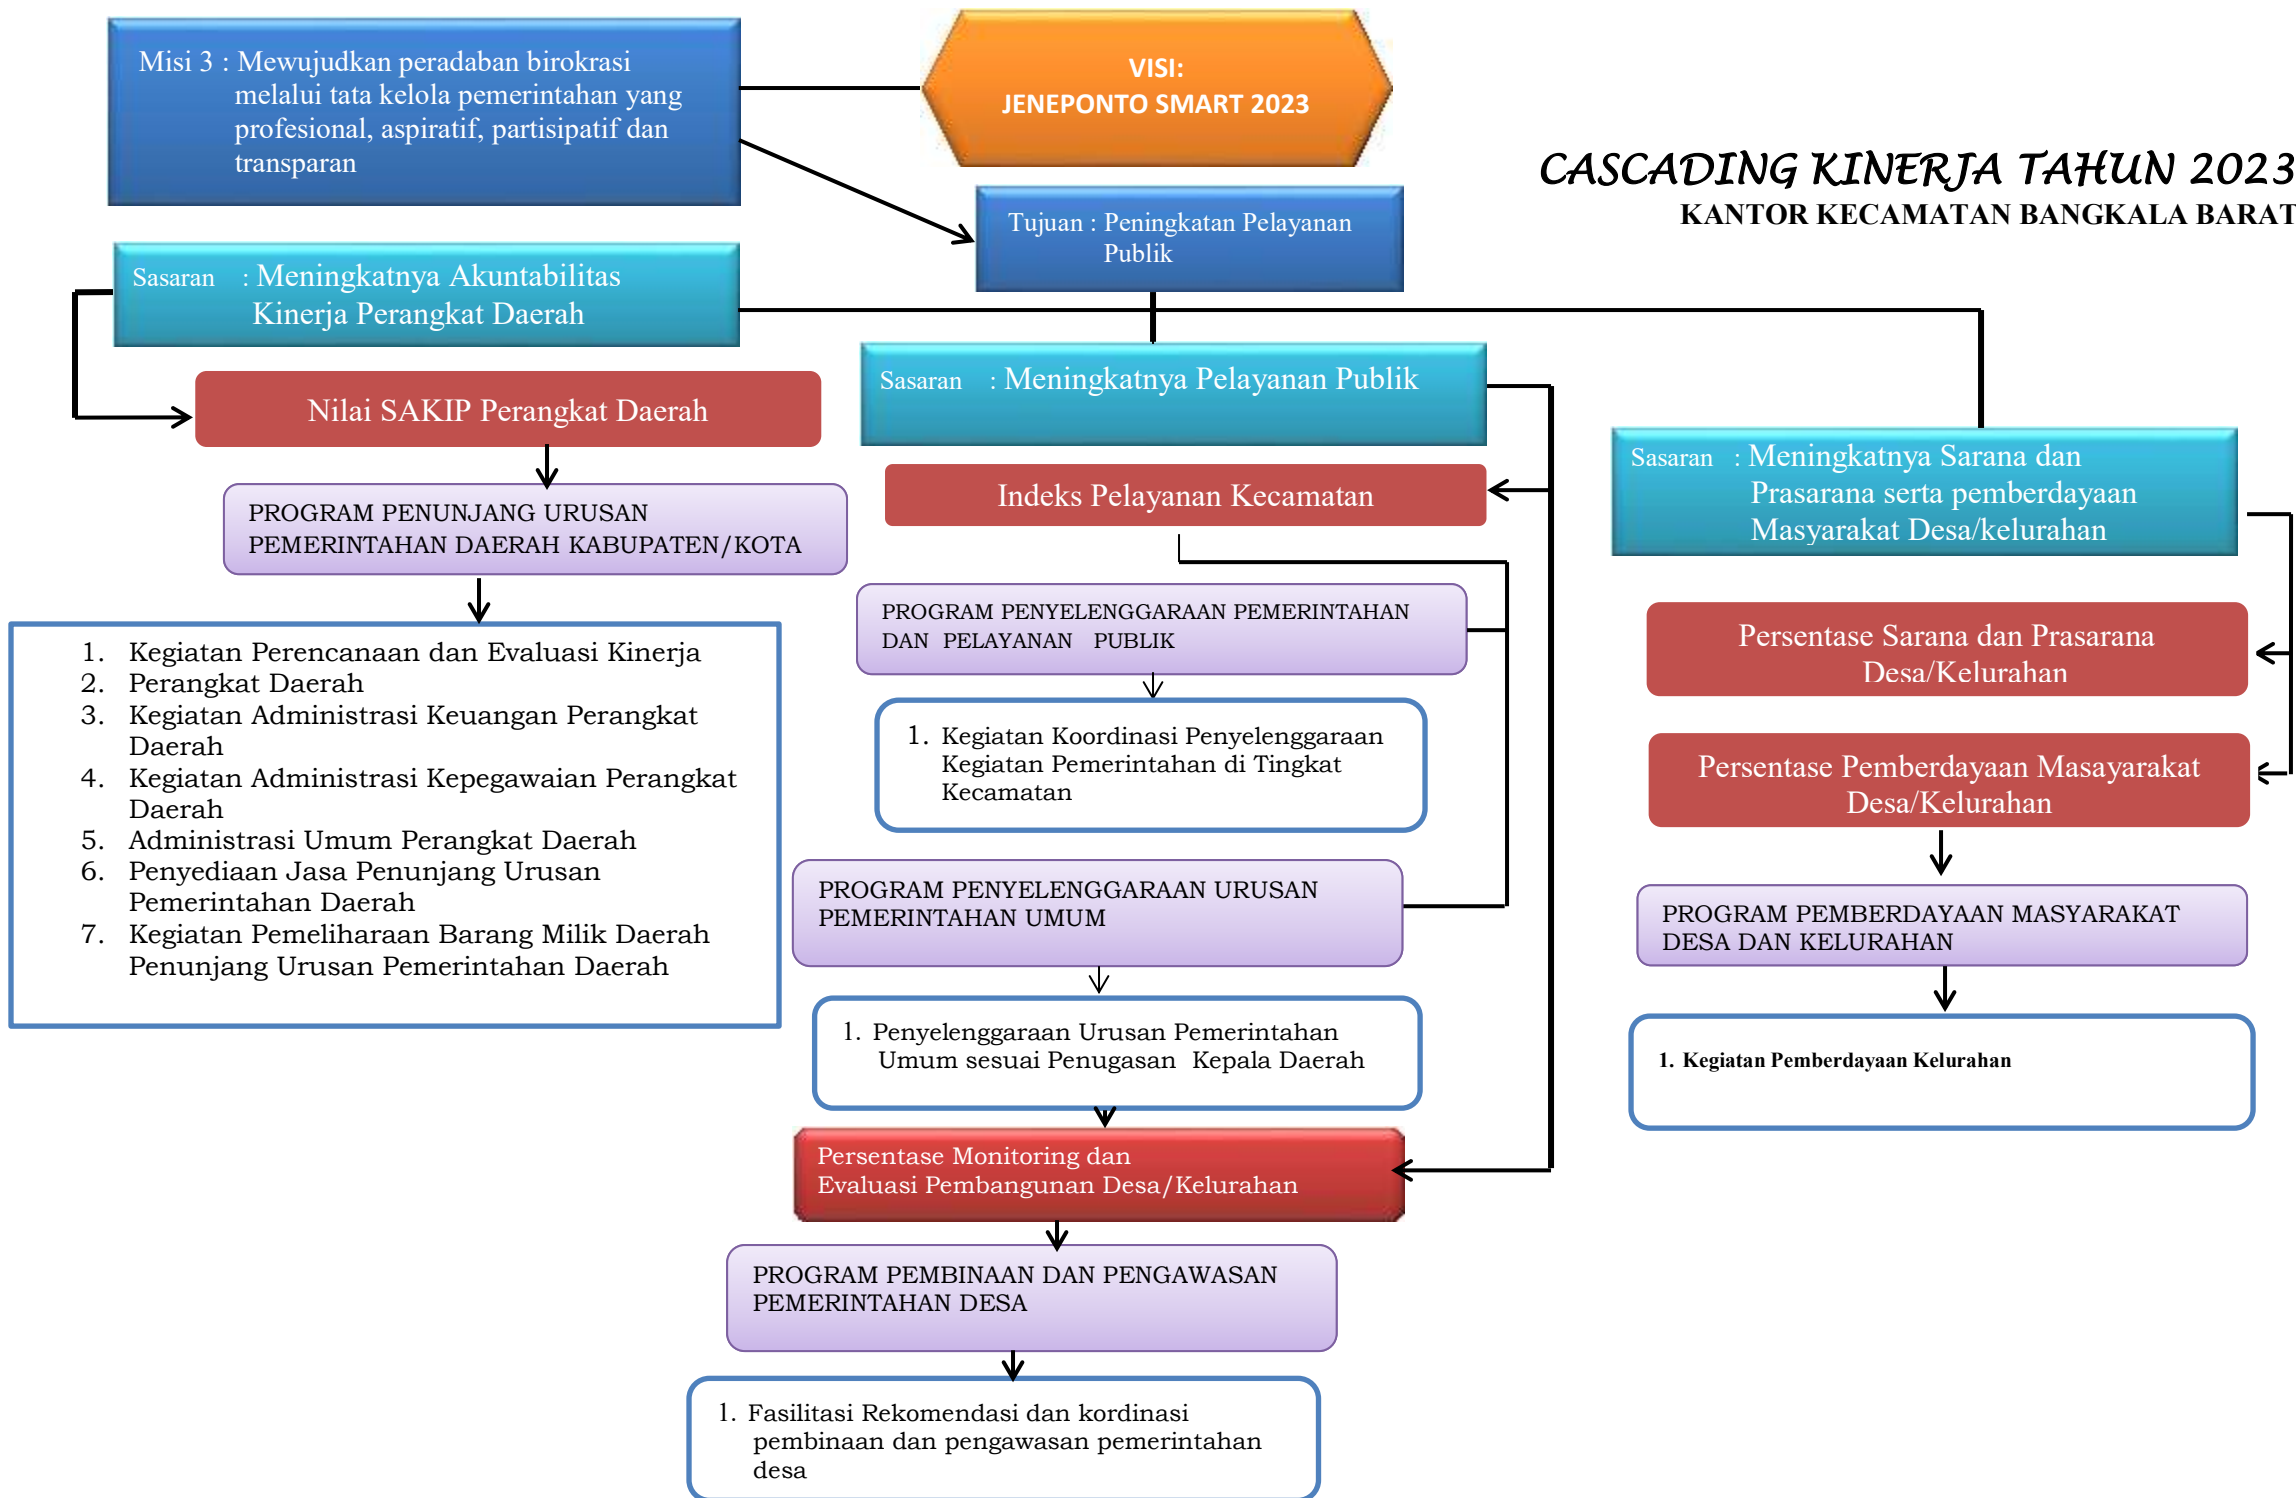 Misi 3 : Mewujudkan peradaban birokrasi
melalui tata kelola pemerintahan yang
profesional, aspiratif, partisipatif dan
transparan
VISI:
JENEPONTO SMART 2023
CASCADING KINERJA TAHUN 2023
KANTOR KECAMATAN BANGKALA BARAT
Tujuan : Peningkatan Pelayanan
Publik
Sasaran : Meningkatnya Akuntabilitas
Kinerja Perangkat Daerah
Nilai SAKIP Perangkat Daerah
PROGRAM PENUNJANG URUSAN
PEMERINTAHAN DAERAH KABUPATEN/KOTA
1. Kegiatan Perencanaan dan Evaluasi Kinerja
2. Perangkat Daerah
3. Kegiatan Administrasi Keuangan Perangkat
Daerah
4. Kegiatan Administrasi Kepegawaian Perangkat
Daerah
5. Administrasi Umum Perangkat Daerah
6. Penyediaan Jasa Penunjang Urusan
Pemerintahan Daerah
7. Kegiatan Pemeliharaan Barang Milik Daerah
Penunjang Urusan Pemerintahan Daerah
Sasaran : Meningkatnya Pelayanan Publik
Indeks Pelayanan Kecamatan
PROGRAM PENYELENGGARAAN PEMERINTAHAN
DAN PELAYANAN PUBLIK
1. Kegiatan Koordinasi Penyelenggaraan
Kegiatan Pemerintahan di Tingkat
Kecamatan
PROGRAM PENYELENGGARAAN URUSAN
PEMERINTAHAN UMUM
1. Penyelenggaraan Urusan Pemerintahan
Umum sesuai Penugasan Kepala Daerah
Persentase Monitoring dan
Evaluasi Pembangunan Desa/Kelurahan
PROGRAM PEMBINAAN DAN PENGAWASAN
PEMERINTAHAN DESA
1. Fasilitasi Rekomendasi dan kordinasi
pembinaan dan pengawasan pemerintahan
desa
Sasaran : Meningkatnya Sarana dan
Prasarana serta pemberdayaan
Masyarakat Desa/kelurahan
Persentase Sarana dan Prasarana
Desa/Kelurahan
Persentase Pemberdayaan Masayarakat
Desa/Kelurahan
PROGRAM PEMBERDAYAAN MASYARAKAT
DESA DAN KELURAHAN
1. Kegiatan Pemberdayaan Kelurahan